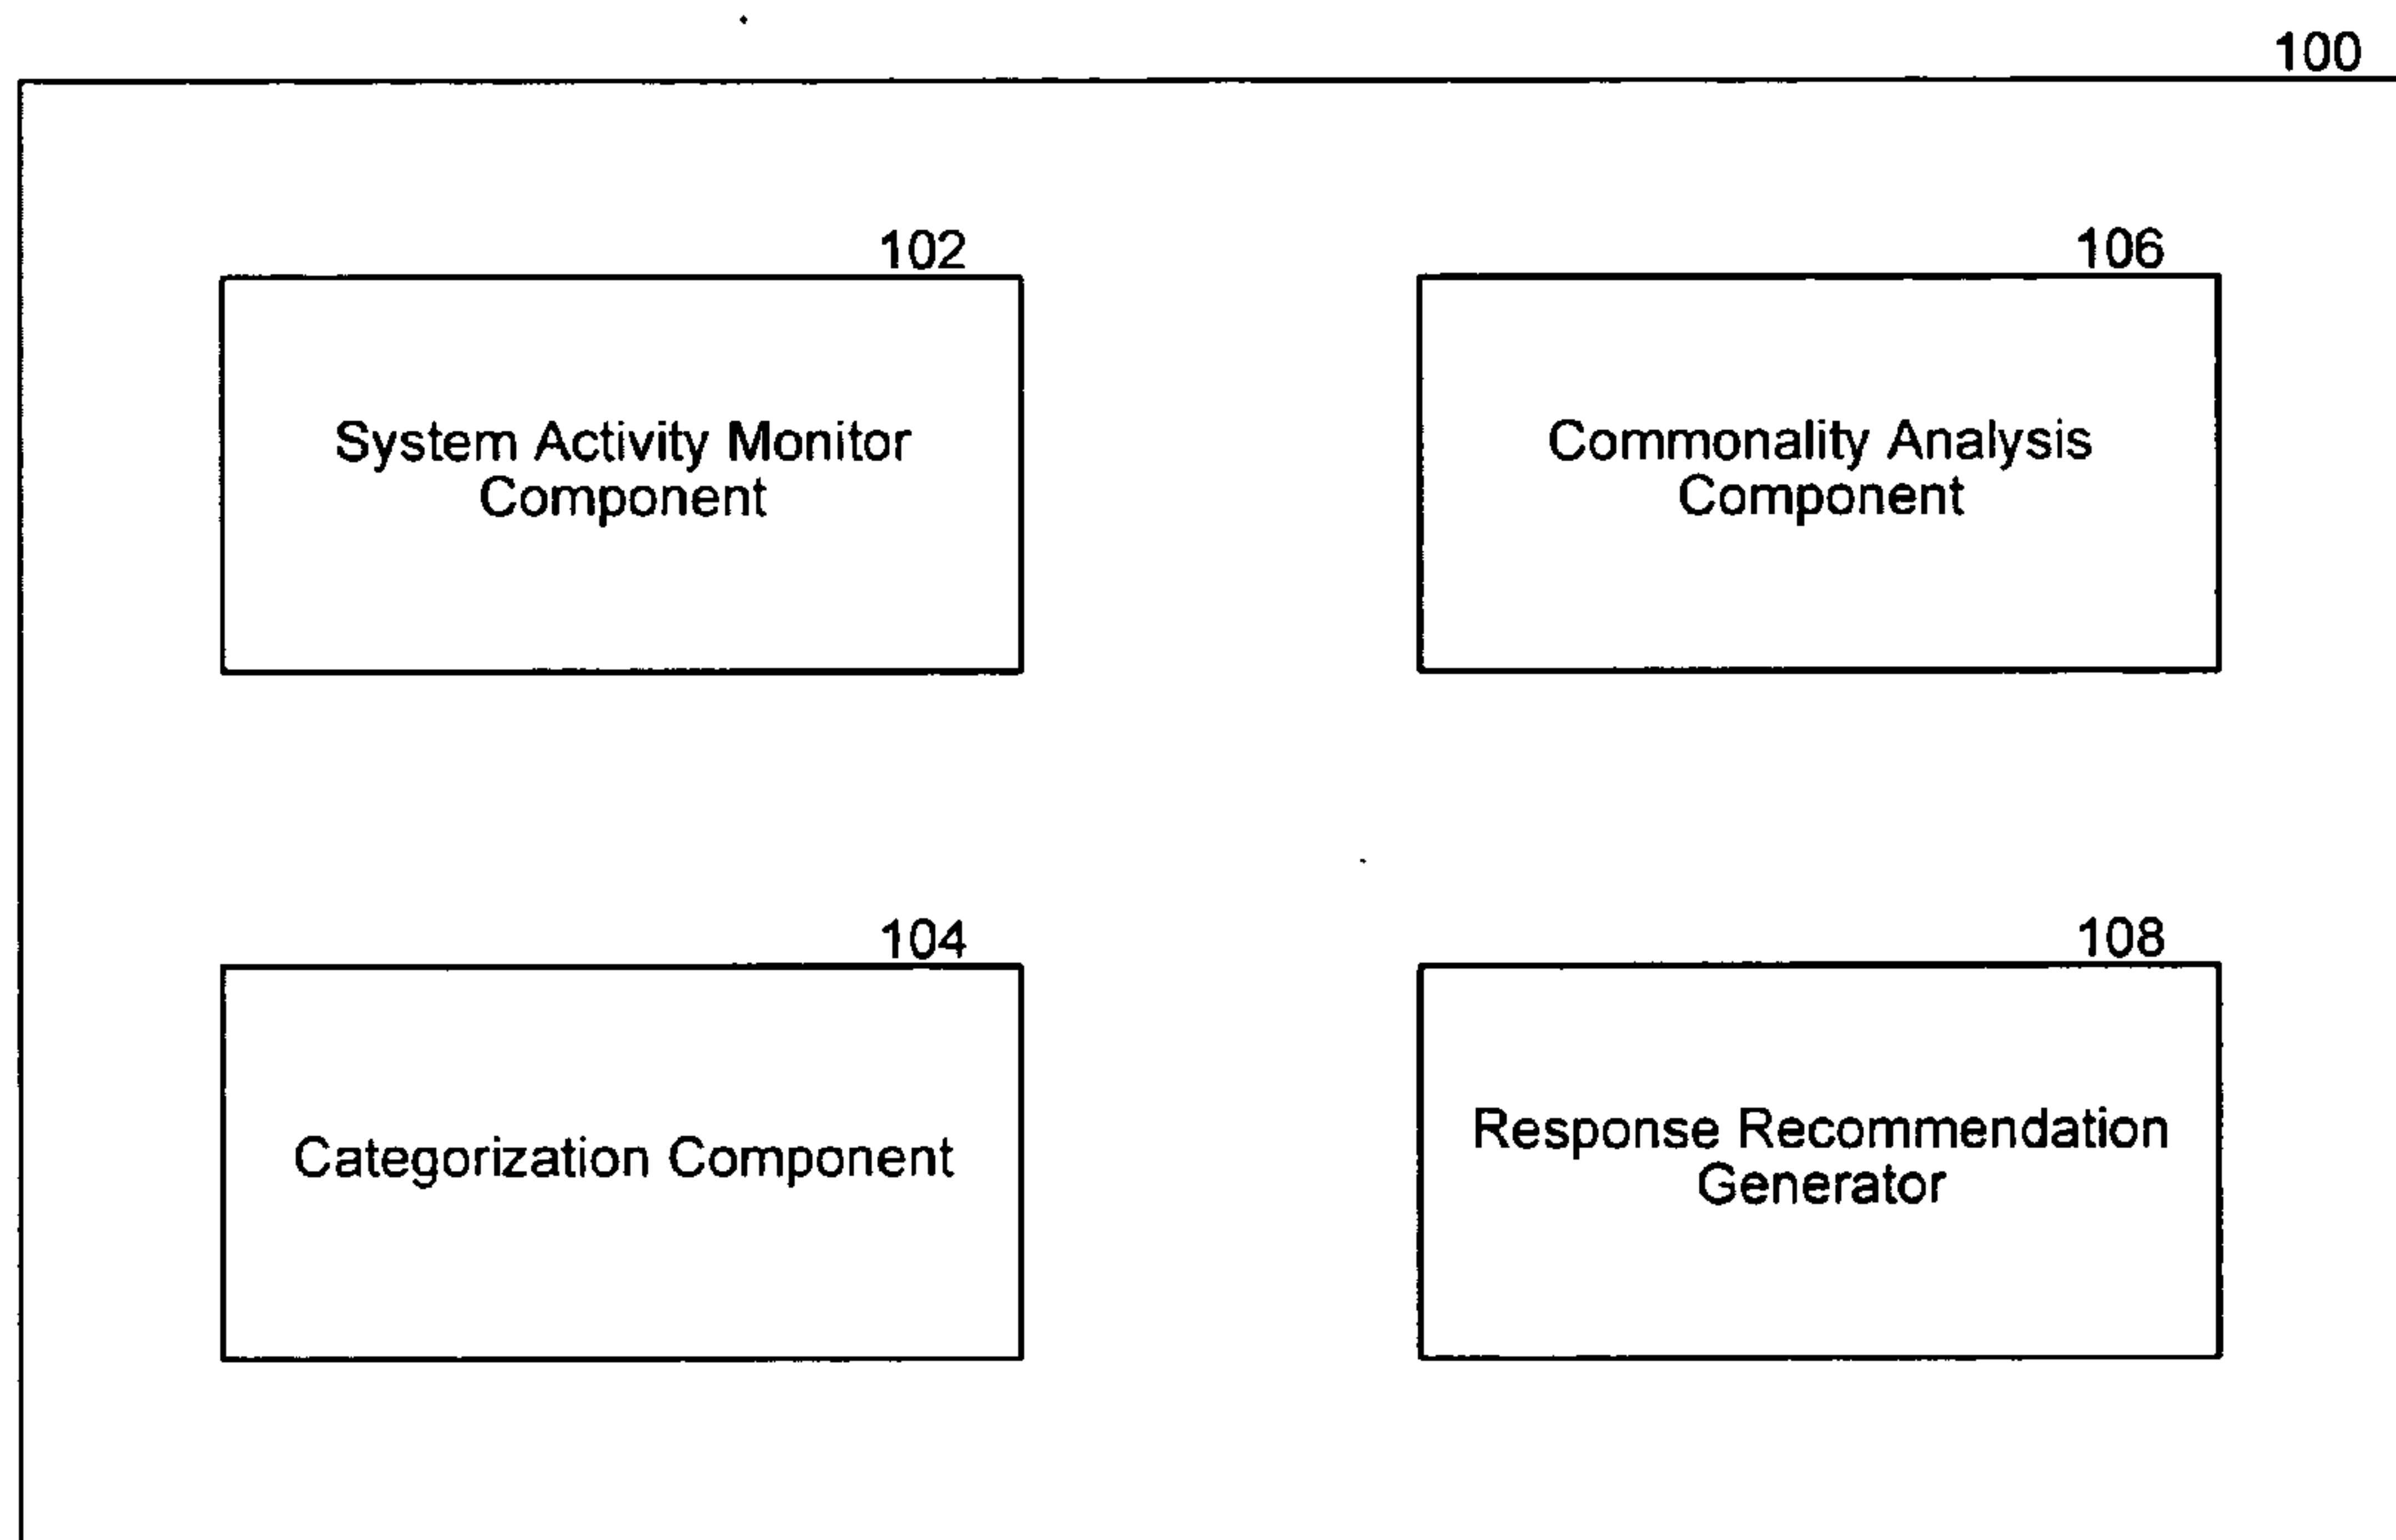 100
102
System Activity Monitor
Component
106
Commonality Analysis
Component
104
Categorization Component
108
Response Recommendation
Generator